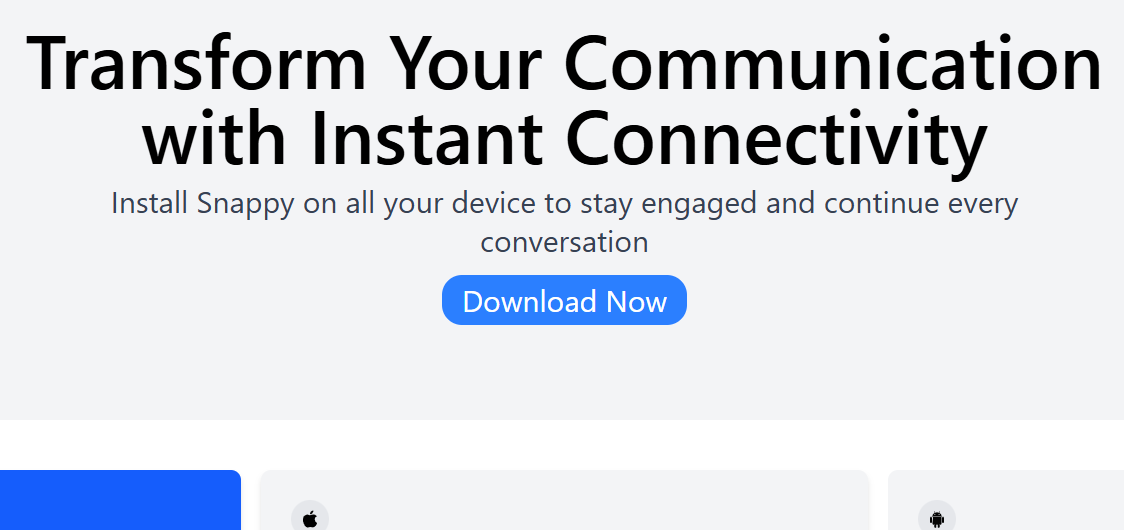 Transform Your Communication
with Instant Connectivity
Install Snappy on all your device to stay engaged and continue every
conversation
Download Now